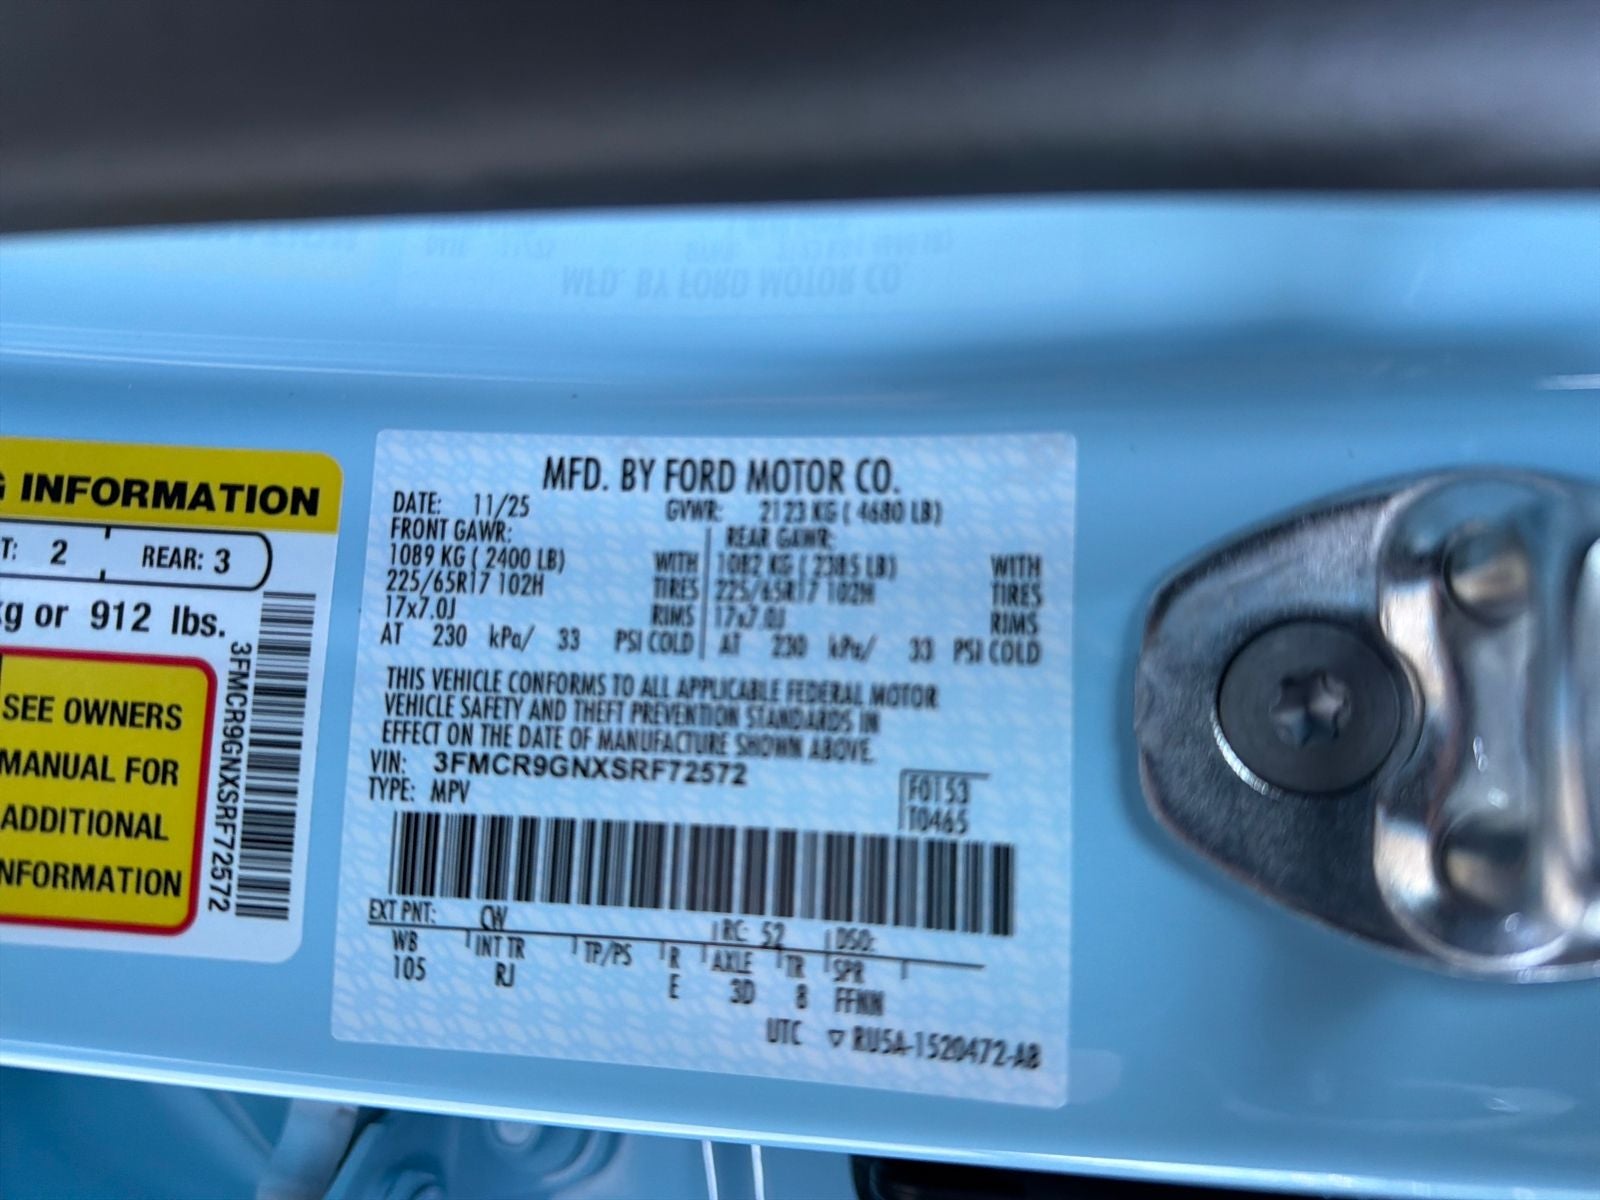 INFORMATION
T: 2 REAR: 3
kg or 912 lbs.
SEE OWNERS
MANUAL FOR
ADDITIONAL
INFORMATION
3FMCR9GNXSRF72572
MFD. BY FORD MOTOR CO.
DATE: 11/25 GVWR: 2123 KG ( 4680 LB)
FRONT GAWR: REAR GAWR:
1089 KG ( 2400 LB) WITH 1082 KG ( 2385 LB) WITH
225/65R17 102H TIRES 225/65R17 102H TIRES
17x7.0J RIMS 17x7.0J RIMS
AT 230 kPa/ 33 PSI COLD AT 230 kPa/ 33 PSI COLD
THIS VEHICLE CONFORMS TO ALL APPLICABLE FEDERAL MOTOR
VEHICLE SAFETY AND THEFT PREVENTION STANDARDS IN
EFFECT ON THE DATE OF MANUFACTURE SHOWN ABOVE.
VIN: 3FMCR9GNXSRF72572
TYPE: MPV
F0153
T0465
EXT PNT: CW RC: 52 DSO:
WB INT TR TP/PS R AXLE TR SPR
105 RJ E 3D 8 FFNN
UTC ▽ RU5A-1520472-AB